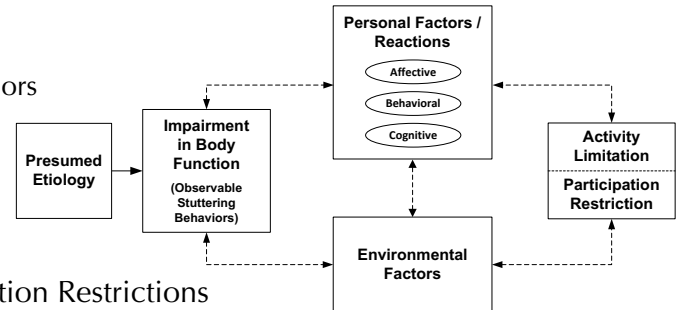 ors
Presumed
Etiology
Impairment
in Body
Function
(Observable
Stuttering
Behaviors)
Personal Factors /
Reactions
Affective
Behavioral
Cognitive
Environmental
Factors
Activity
Limitation
Participation
Restriction
tion Restrictions